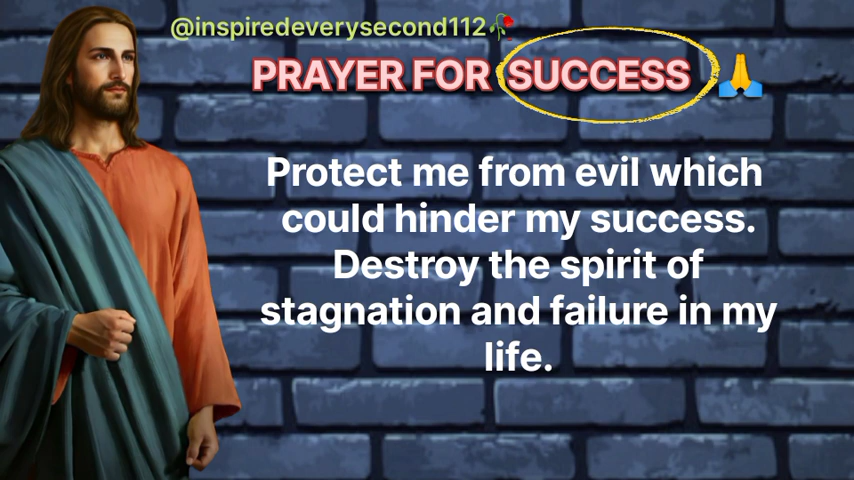 @inspiredeverysecond112🥀
PRAYER FOR SUCCESS 🙏
Protect me from evil which
could hinder my success.
Destroy the spirit of
stagnation and failure in my
life.